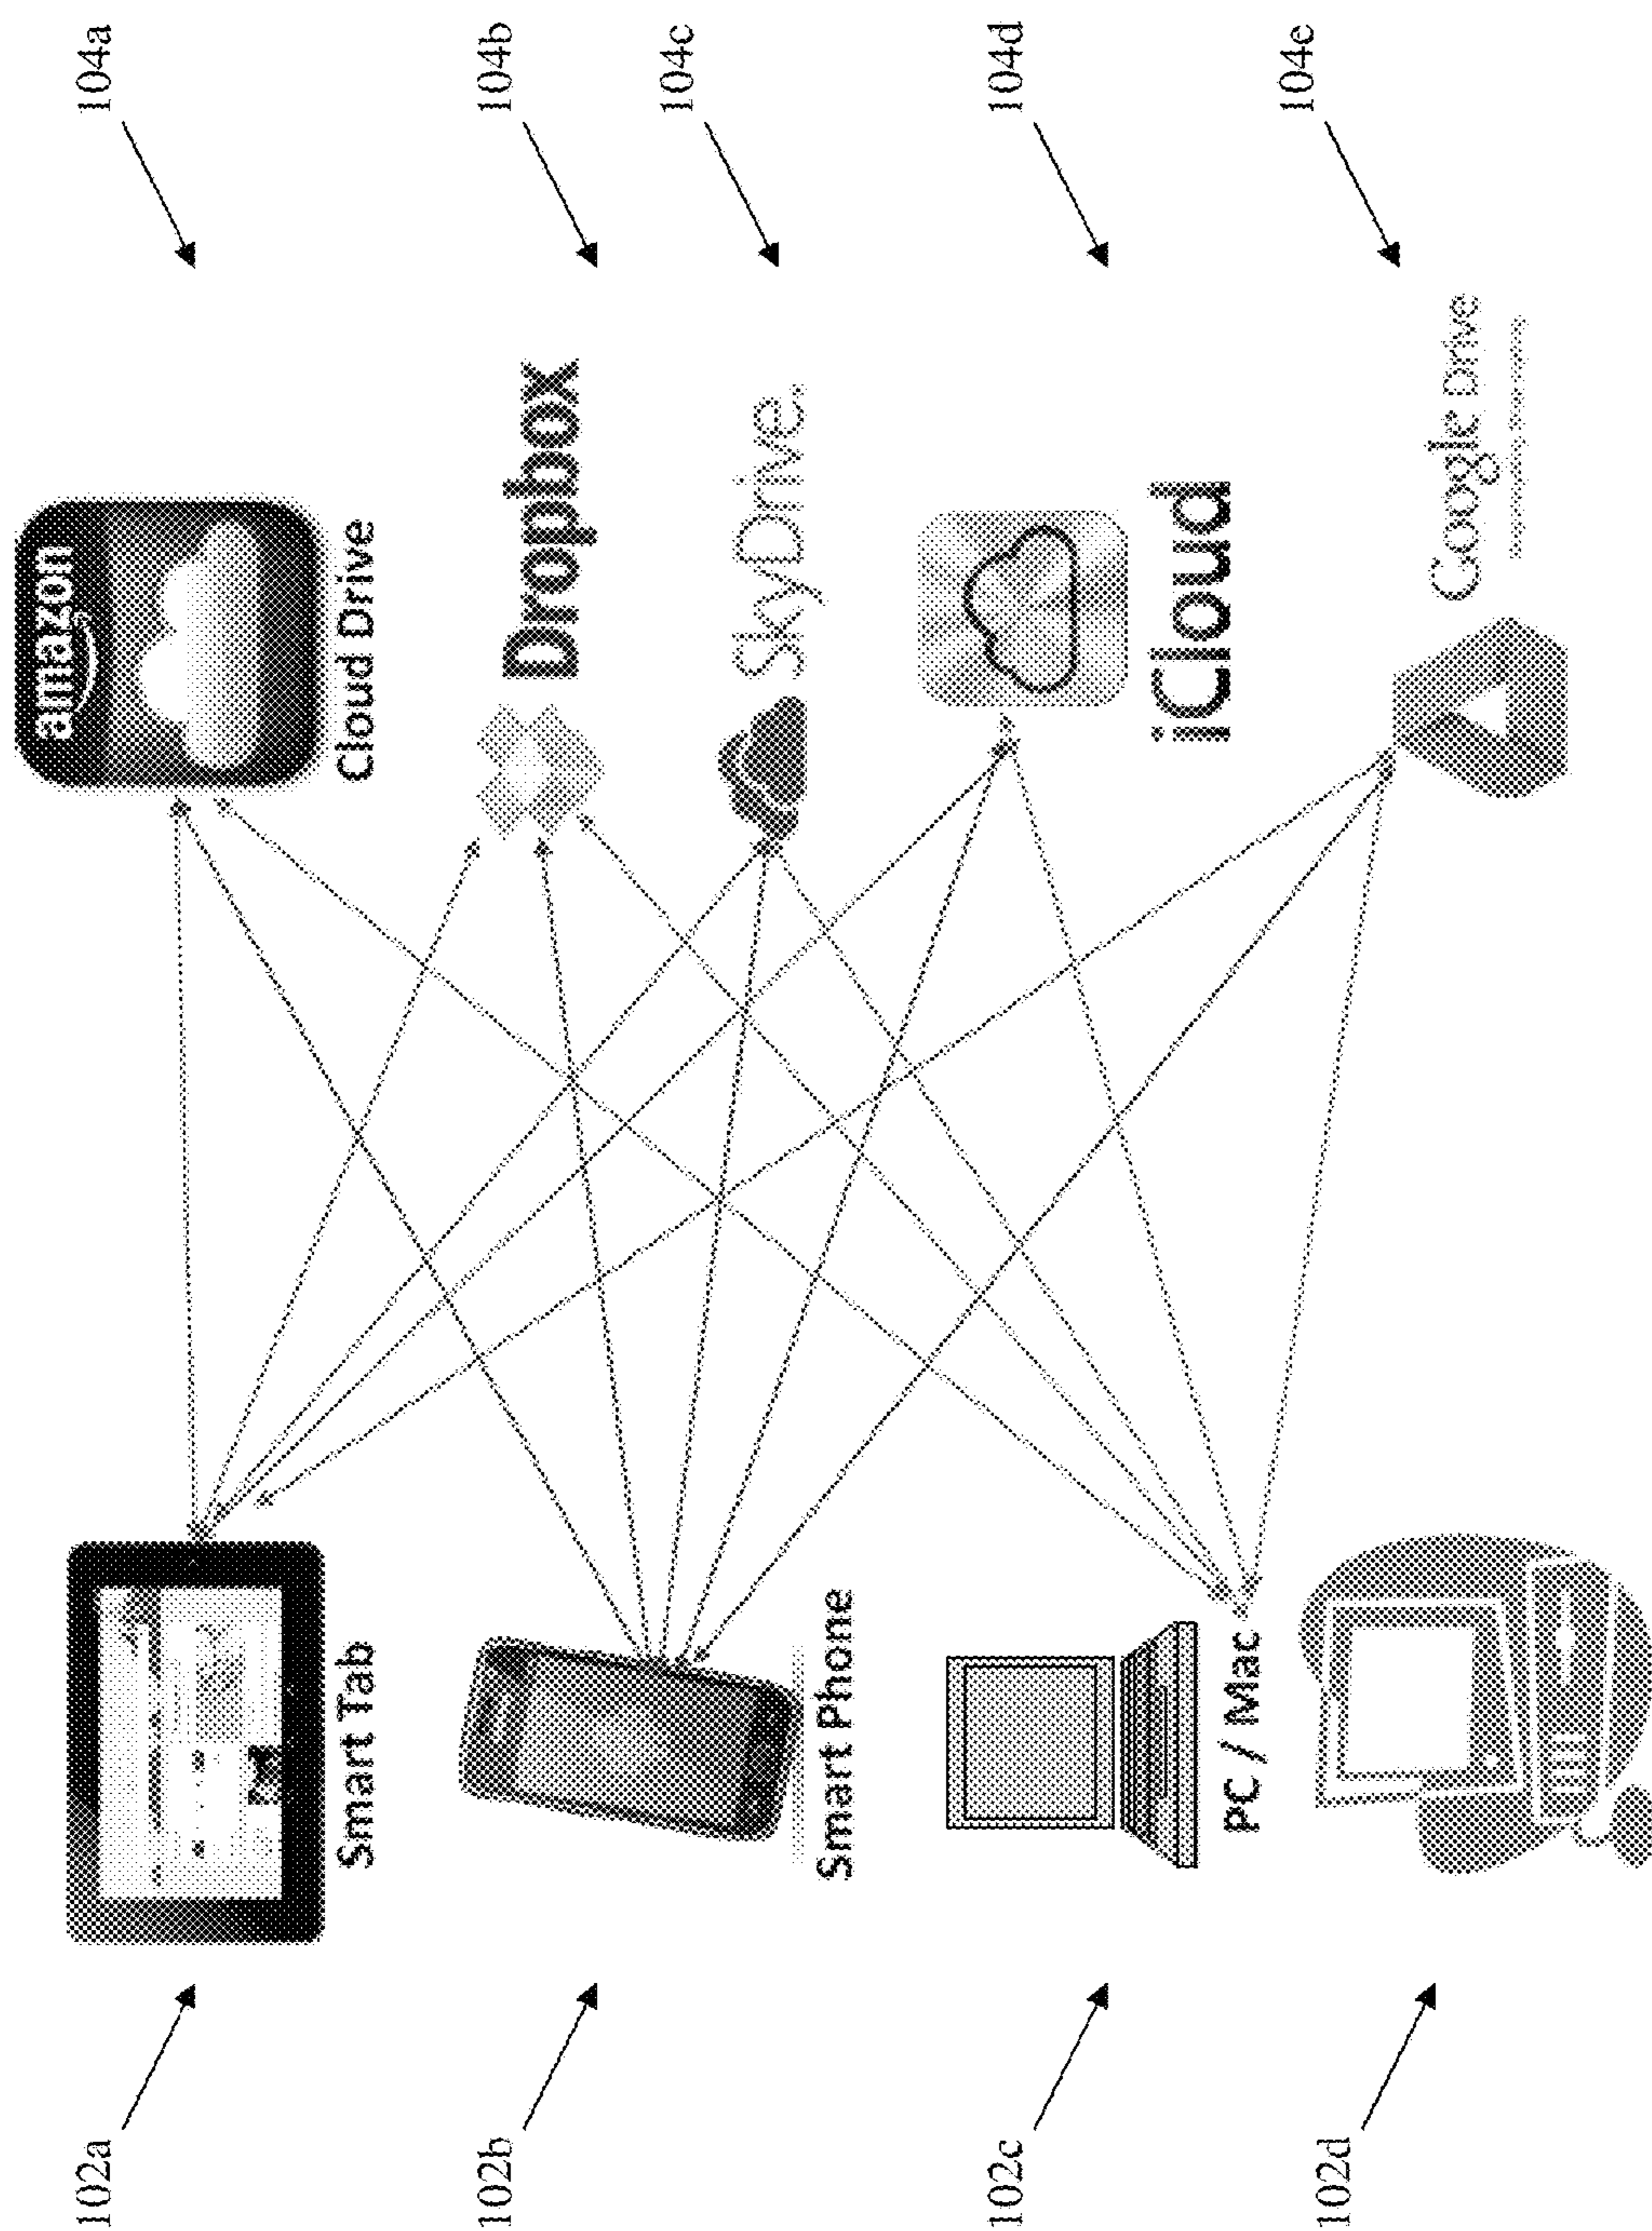 102a
102b
102c
102d
Smart Tab
Smart Phone
PC / Mac
amazon
Cloud Drive
Dropbox
SkyDrive
iCloud
Google Drive
104a
104b
104c
104d
104e